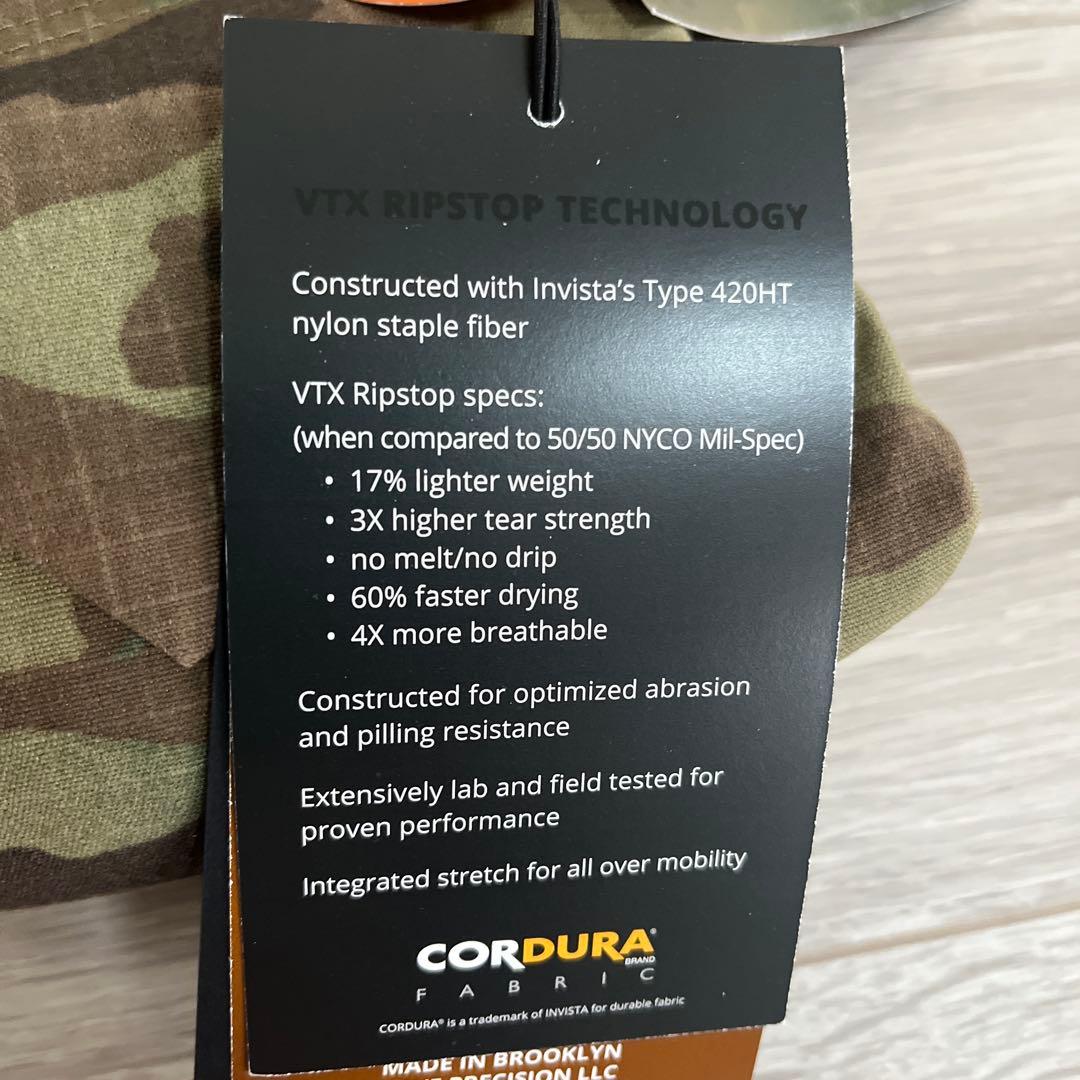 VTX RIPSTOP TECHNOLOGY
Constructed with Invista's Type 420HT
nylon staple fiber
VTX Ripstop specs:
(when compared to 50/50 NYCO Mil-Spec)
• 17% lighter weight
• 3X higher tear strength
• no melt/no drip
• 60% faster drying
• 4X more breathable
Constructed for optimized abrasion
and pilling resistance
Extensively lab and field tested for
proven performance
Integrated stretch for all over mobility
CORDURA®
BRAND
FABRIC
CORDURA® is a trademark of INVISTA for durable fabric
MADE IN BROOKLYN
PRECISION LLC